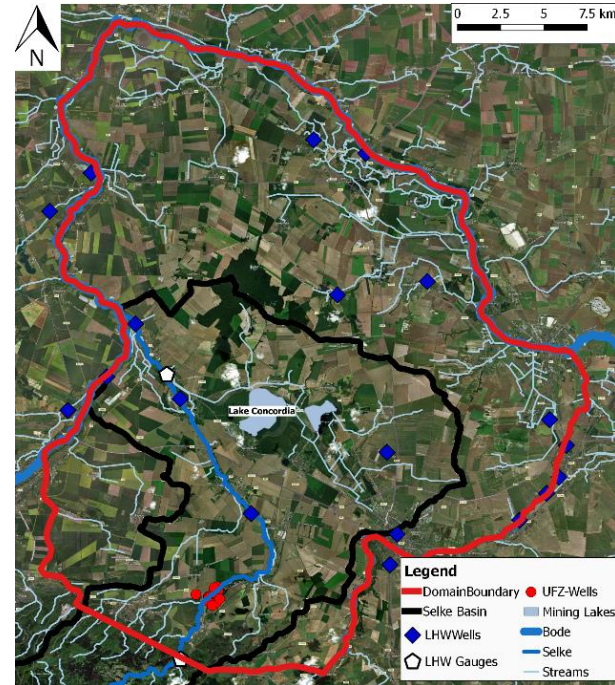 0 2.5 5 7.5 km
N
Lake Concordia
Legend
DomainBoundary
Selke Basin
LHWWells
LHW Gauges
UFZ-Wells
Mining Lakes
Bode
Selke
Streams